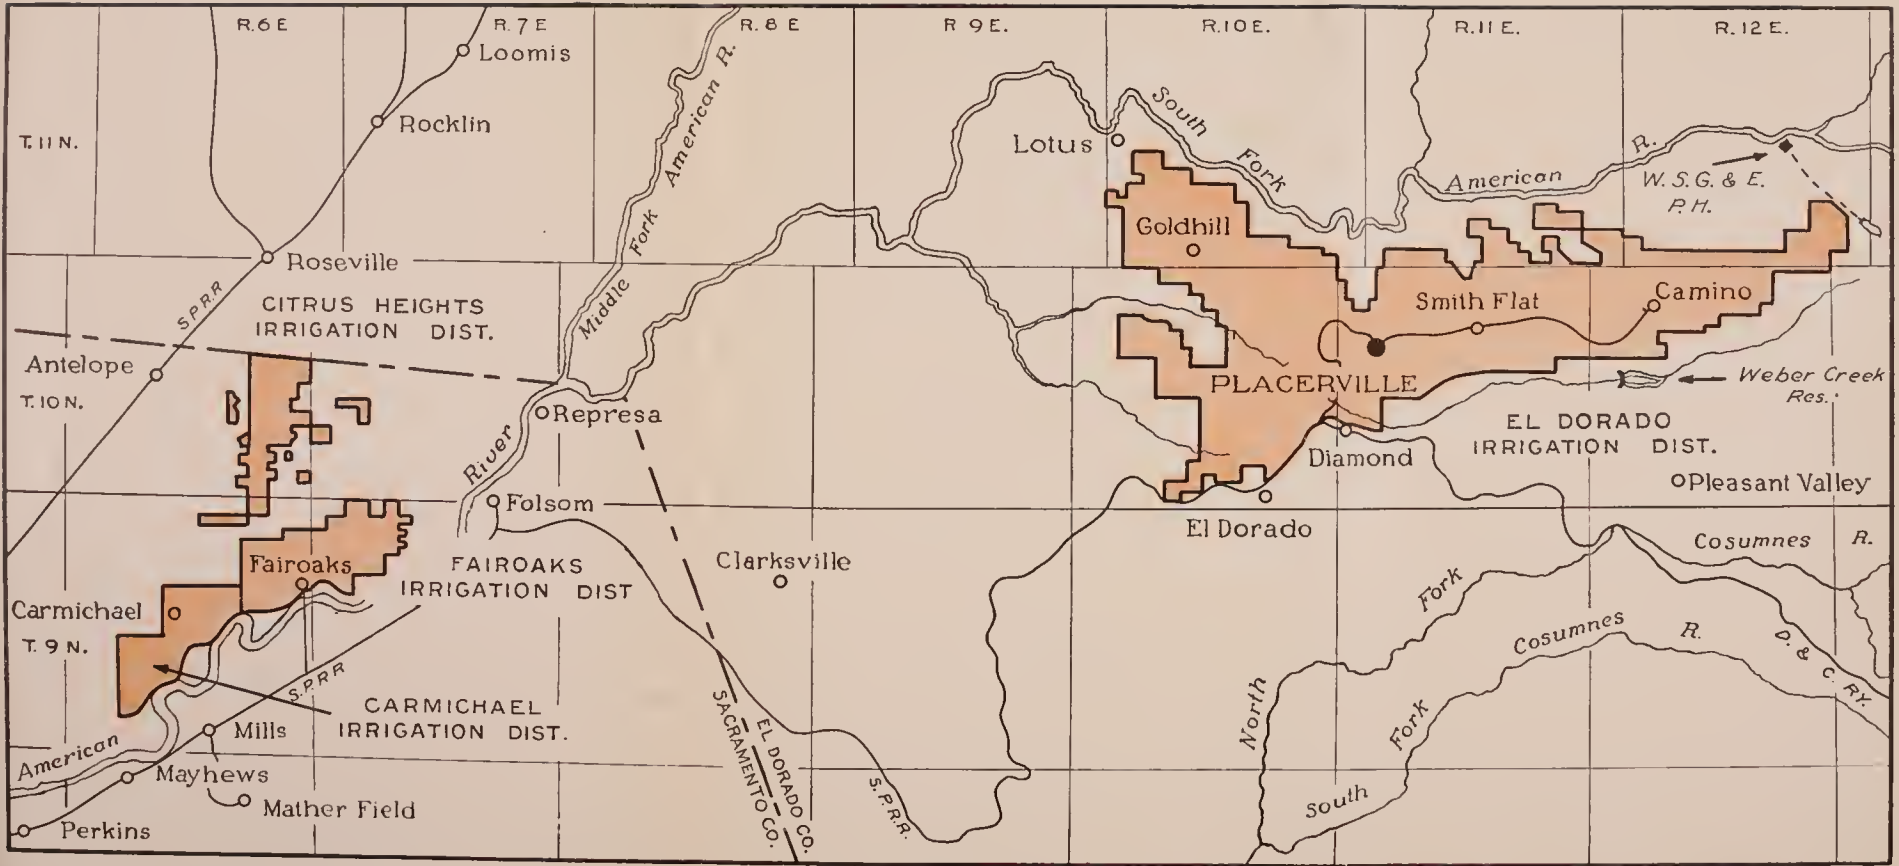 R.6 E
R.7 E
R.8 E
R 9 E.
R.10 E.
R.11 E.
R.12 E.
Loomis
Rocklin
T.11 N.
Middle Fork American R.
Lotus
South Fork American R.
W.S.G. & E.
P.H.
Goldhill
Roseville
S.P.R.R
CITRUS HEIGHTS
IRRIGATION DIST.
Smith Flat
Camino
Antelope
T.10 N.
PLACERVILLE
Weber Creek
Res.
Represa
River
EL DORADO
IRRIGATION DIST.
Diamond
Pleasant Valley
Folsom
El Dorado
Fairoaks
FAIROAKS
IRRIGATION DIST
Clarksville
Cosumnes R.
Carmichael
T. 9 N.
North Fork
South Fork
Cosumnes R.
D. & C. RY.
S.P.R.R
CARMICHAEL
IRRIGATION DIST.
Mills
American
Mayhews
Mather Field
Perkins
EL DORADO CO.
SACRAMENTO CO.
S.P.R.R.